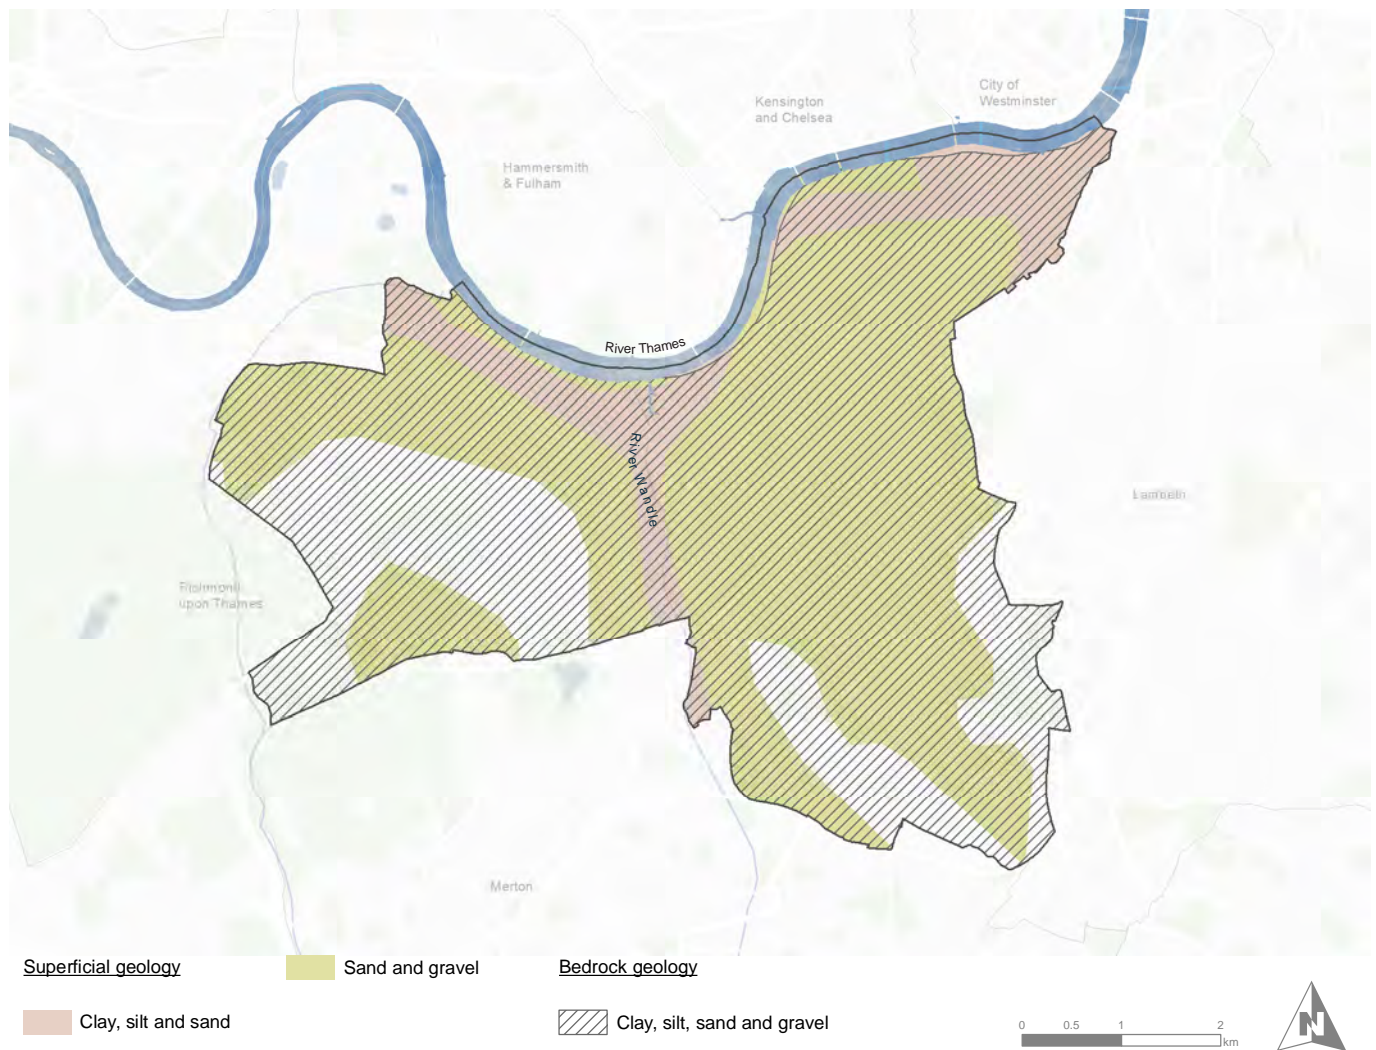 City of
Westminster
Kensington
and Chelsea
Hammersmith
& Fulham
River Thames
River Wandle
Lambeth
Richmond
upon Thames
Merton
Superficial geology
Sand and gravel
Bedrock geology
Clay, silt and sand
Clay, silt, sand and gravel
0 0.5 1 2
km
N